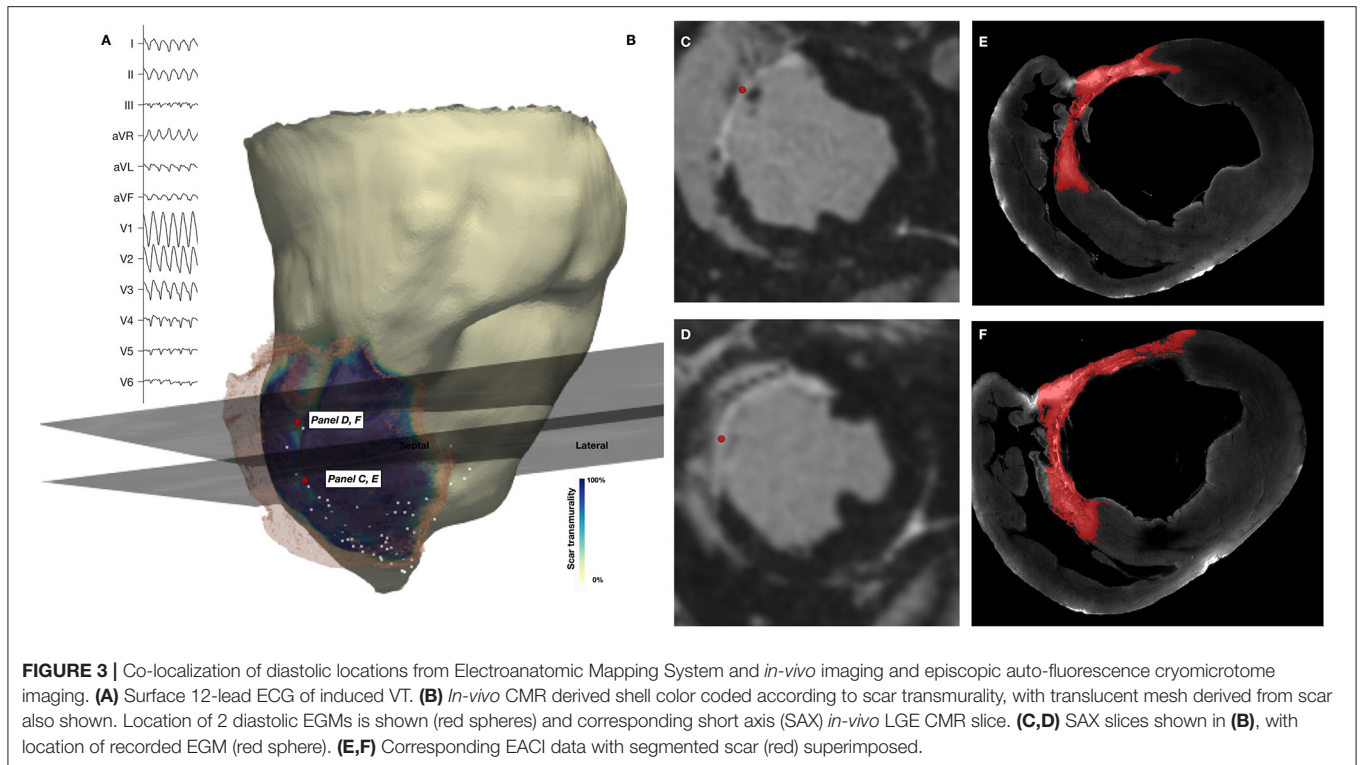 A
B
C
E
I
II
III
aVR
aVL
aVF
V1
V2
V3
V4
V5
V6
D
F
Panel D, F
Septal
Lateral
Panel C, E
100%
Scar transmurality
0%
FIGURE 3 | Co-localization of diastolic locations from Electroanatomic Mapping System and in-vivo imaging and episcopic auto-fluorescence cryomicrotome
imaging. (A) Surface 12-lead ECG of induced VT. (B) In-vivo CMR derived shell color coded according to scar transmurality, with translucent mesh derived from scar
also shown. Location of 2 diastolic EGMs is shown (red spheres) and corresponding short axis (SAX) in-vivo LGE CMR slice. (C,D) SAX slices shown in (B), with
location of recorded EGM (red sphere). (E,F) Corresponding EACI data with segmented scar (red) superimposed.